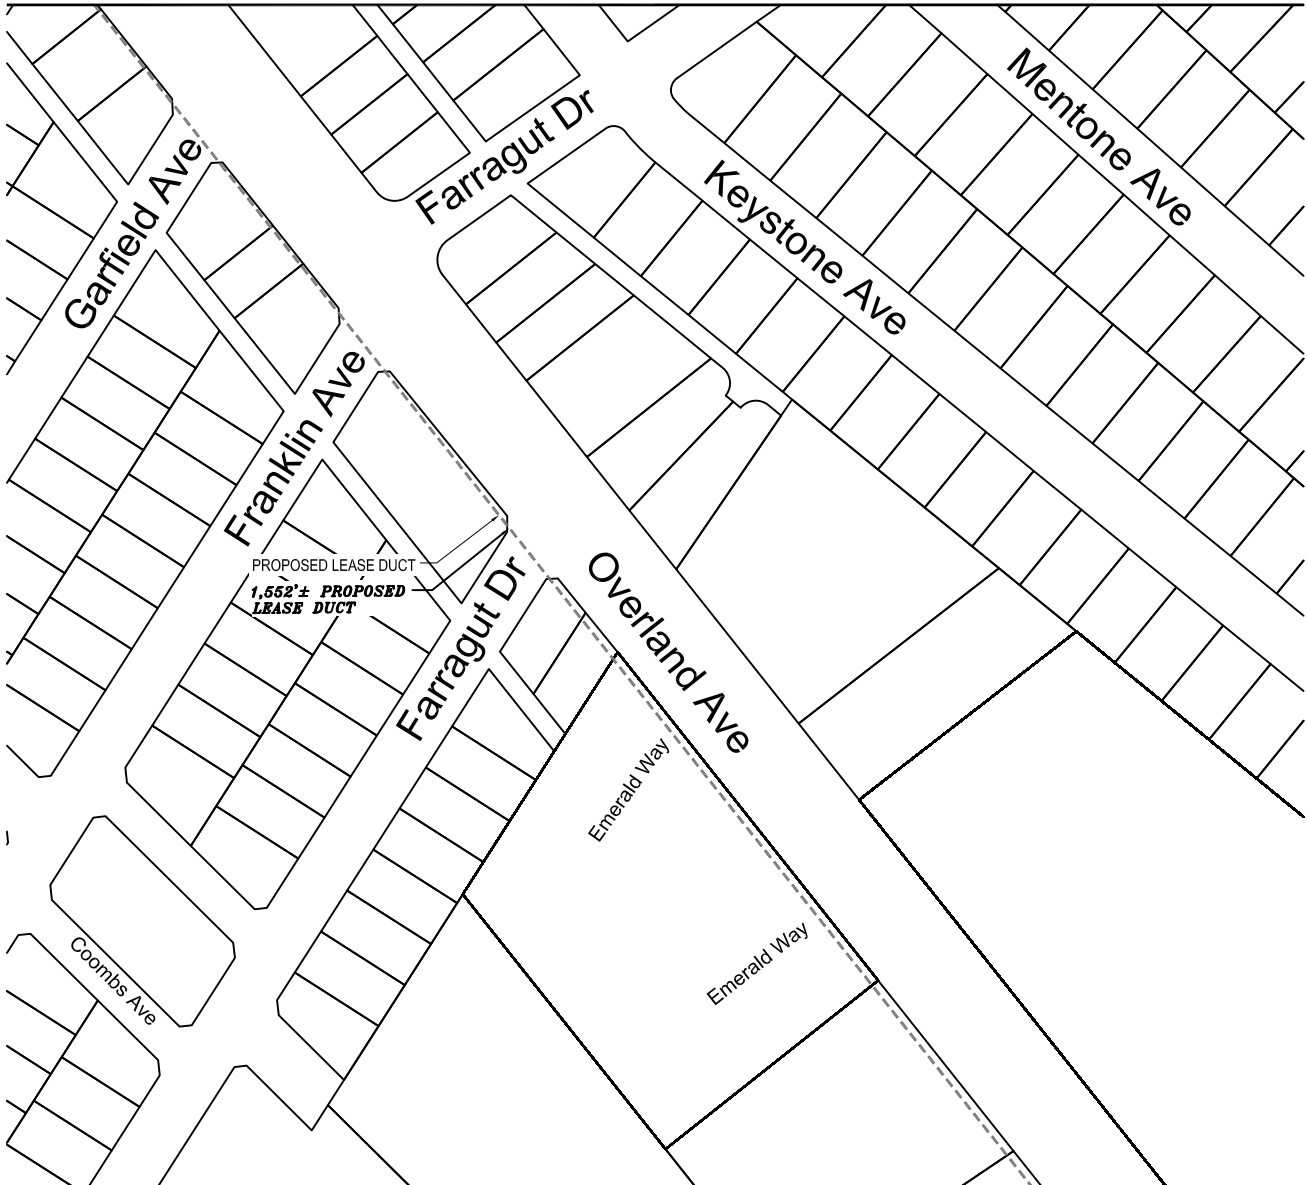 Mentone Ave
Farragut Dr
Keystone Ave
Garfield Ave
Franklin Ave
PROPOSED LEASE DUCT
1,552'± PROPOSED
LEASE DUCT
Farragut Dr
Overland Ave
Emerald Way
Emerald Way
Coombs Ave